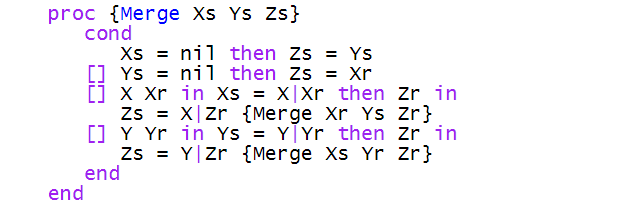 proc {Merge Xs Ys Zs}
cond
Xs = nil then Zs = Ys
[] Ys = nil then Zs = Xr
[] X Xr in Xs = X|Xr then Zr in
Zs = X|Zr {Merge Xr Ys Zr}
[] Y Yr in Ys = Y|Yr then Zr in
Zs = Y|Zr {Merge Xs Yr Zr}
end
end